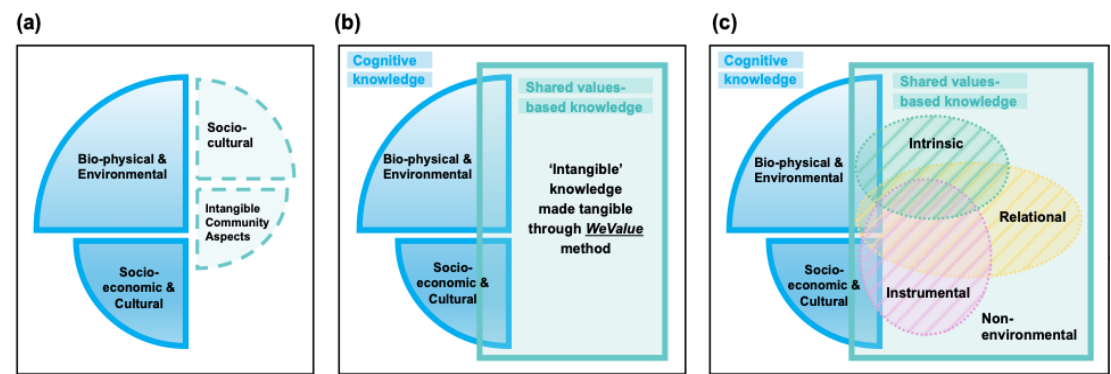 (a)
Socio-
cultural
Bio-physical &
Environmental
Intangible
Community
Aspects
Socio-
economic &
Cultural
(b)
Cognitive
knowledge
Shared values-
based knowledge
Bio-physical &
Environmental
‘Intangible’
knowledge
made tangible
through WeValue
method
Socio-
economic &
Cultural
(c)
Cognitive
knowledge
Shared values-
based knowledge
Intrinsic
Bio-physical &
Environmental
Relational
Socio-
economic &
Cultural
Instrumental
Non-
environmental